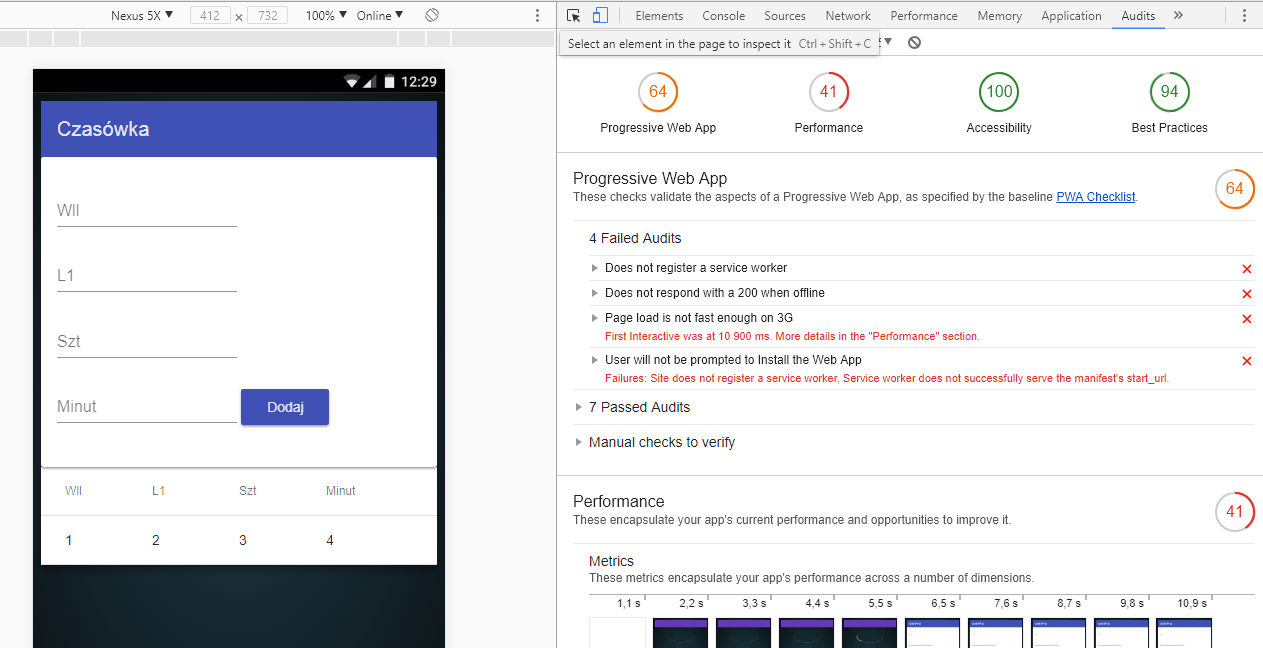 Nexus 5X ▼ 412 × 732 100% ▼ Online ▼
Elements Console Sources Network Performance Memory Application Audits »
Select an element in the page to inspect it Ctrl + Shift + C
12:29
Czasówka
WII
L1
Szt
Minut
Dodaj
WII L1 Szt Minut
1 2 3 4
64 41 100 94
Progressive Web App Performance Accessibility Best Practices
Progressive Web App
64
These checks validate the aspects of a Progressive Web App, as specified by the baseline PWA Checklist.
4 Failed Audits
Does not register a service worker
Does not respond with a 200 when offline
Page load is not fast enough on 3G
First Interactive was at 10 900 ms. More details in the "Performance" section.
User will not be prompted to Install the Web App
Failures: Site does not register a service worker, Service worker does not successfully serve the manifest's start_url.
7 Passed Audits
Manual checks to verify
Performance
41
These encapsulate your app's current performance and opportunities to improve it.
Metrics
These metrics encapsulate your app's performance across a number of dimensions.
1,1 s 2,2 s 3,3 s 4,4 s 5,5 s 6,5 s 7,6 s 8,7 s 9,8 s 10,9 s